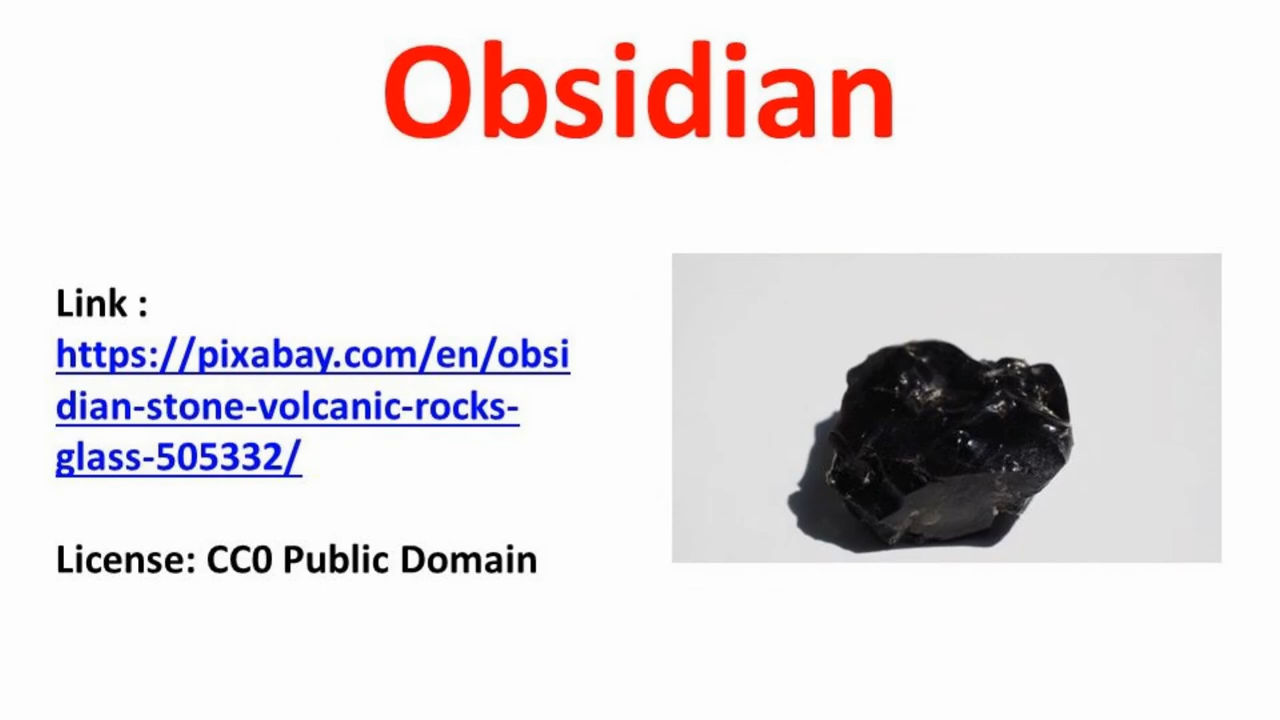 Obsidian
Link :
https://pixabay.com/en/obsi
dian-stone-volcanic-rocks-
glass-505332/
License: CC0 Public Domain